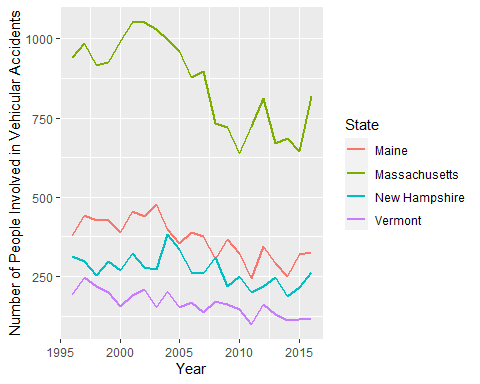 Number of People Involved in Vehicular Accidents
1000
750
500
250
1995
2000
2005
2010
2015
Year
State
Maine
Massachusetts
New Hampshire
Vermont